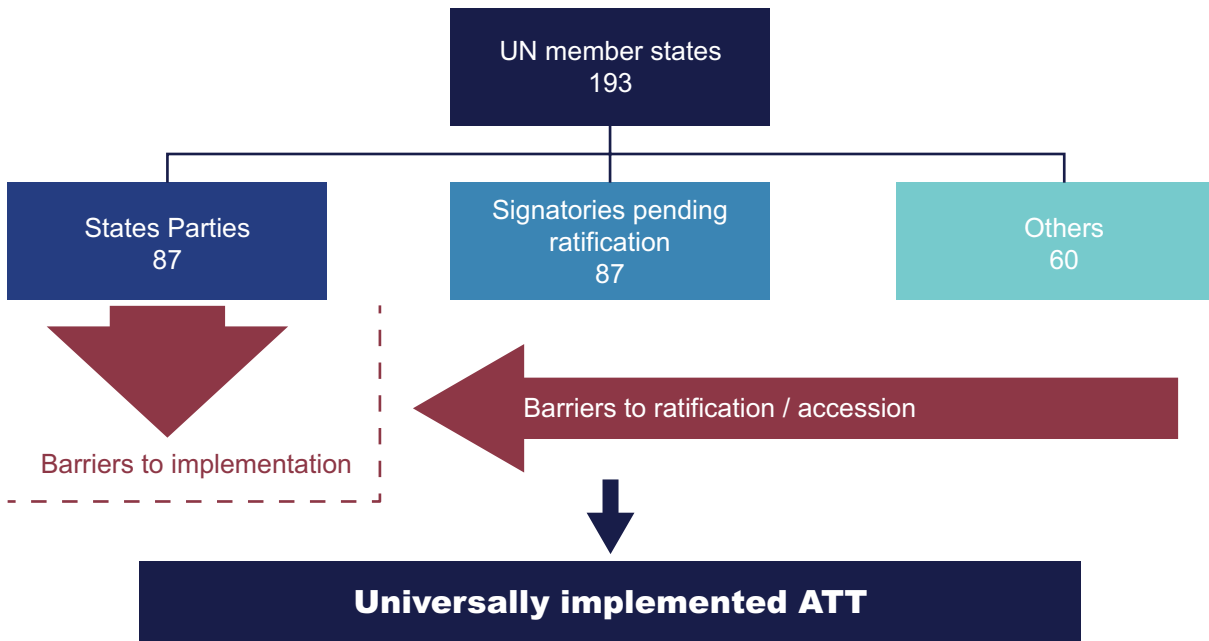 UN member states
193
States Parties
87
Signatories pending
ratification
87
Others
60
Barriers to ratification / accession
Barriers to implementation
Universally implemented ATT